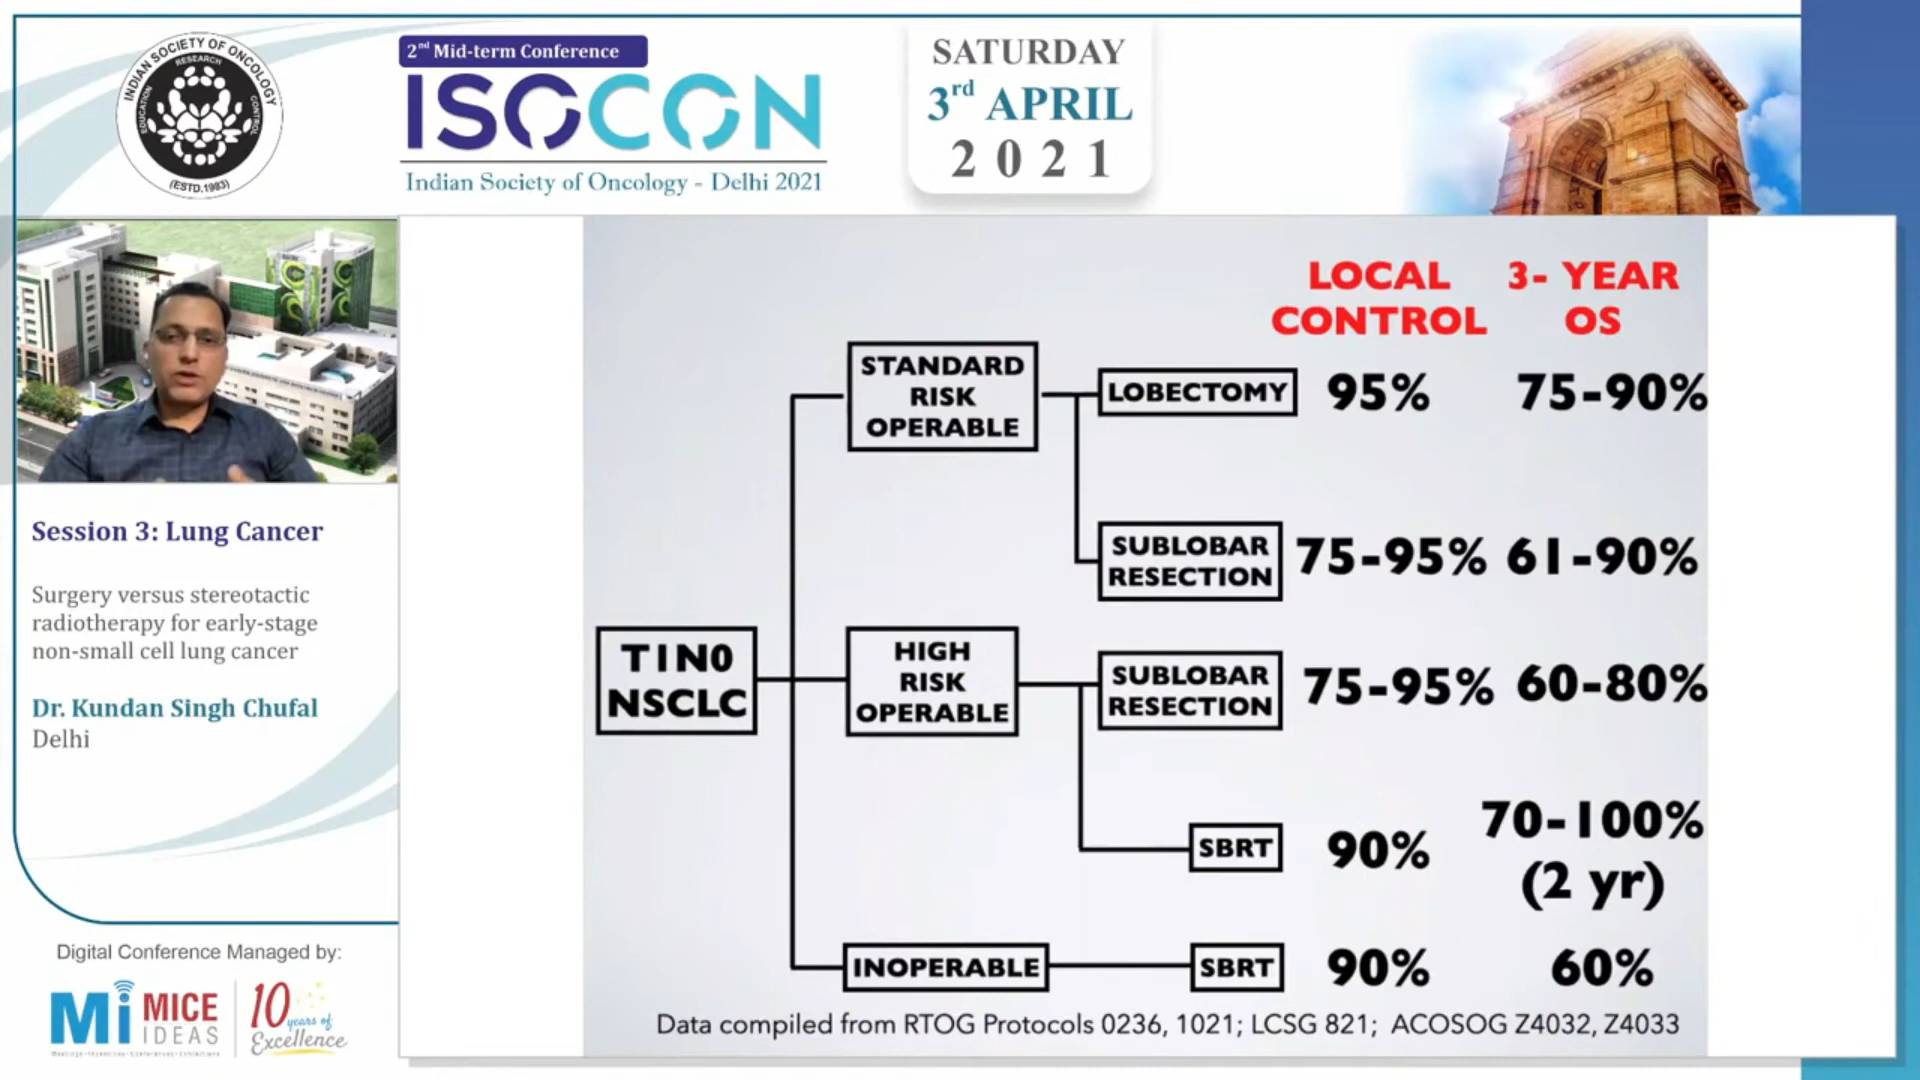 INDIAN SOCIETY OF ONCOLOGY
RESEARCH
EDUCATION
CONTROL
(ESTD.1983)
2nd Mid-term Conference
ISOCON
Indian Society of Oncology - Delhi 2021
SATURDAY
3rd APRIL
2021
Session 3: Lung Cancer
Surgery versus stereotactic
radiotherapy for early-stage
non-small cell lung cancer
Dr. Kundan Singh Chufal
Delhi
Digital Conference Managed by:
Mi MICE
IDEAS
10
years of
Excellence
LOCAL CONTROL
3- YEAR OS
T1N0
NSCLC
STANDARD
RISK
OPERABLE
LOBECTOMY 95% 75-90%
SUBLOBAR
RESECTION
75-95% 61-90%
HIGH
RISK
OPERABLE
SUBLOBAR
RESECTION
75-95% 60-80%
SBRT 90% 70-100%
(2 yr)
INOPERABLE SBRT 90% 60%
Data compiled from RTOG Protocols 0236, 1021; LCSG 821; ACOSOG Z4032, Z4033